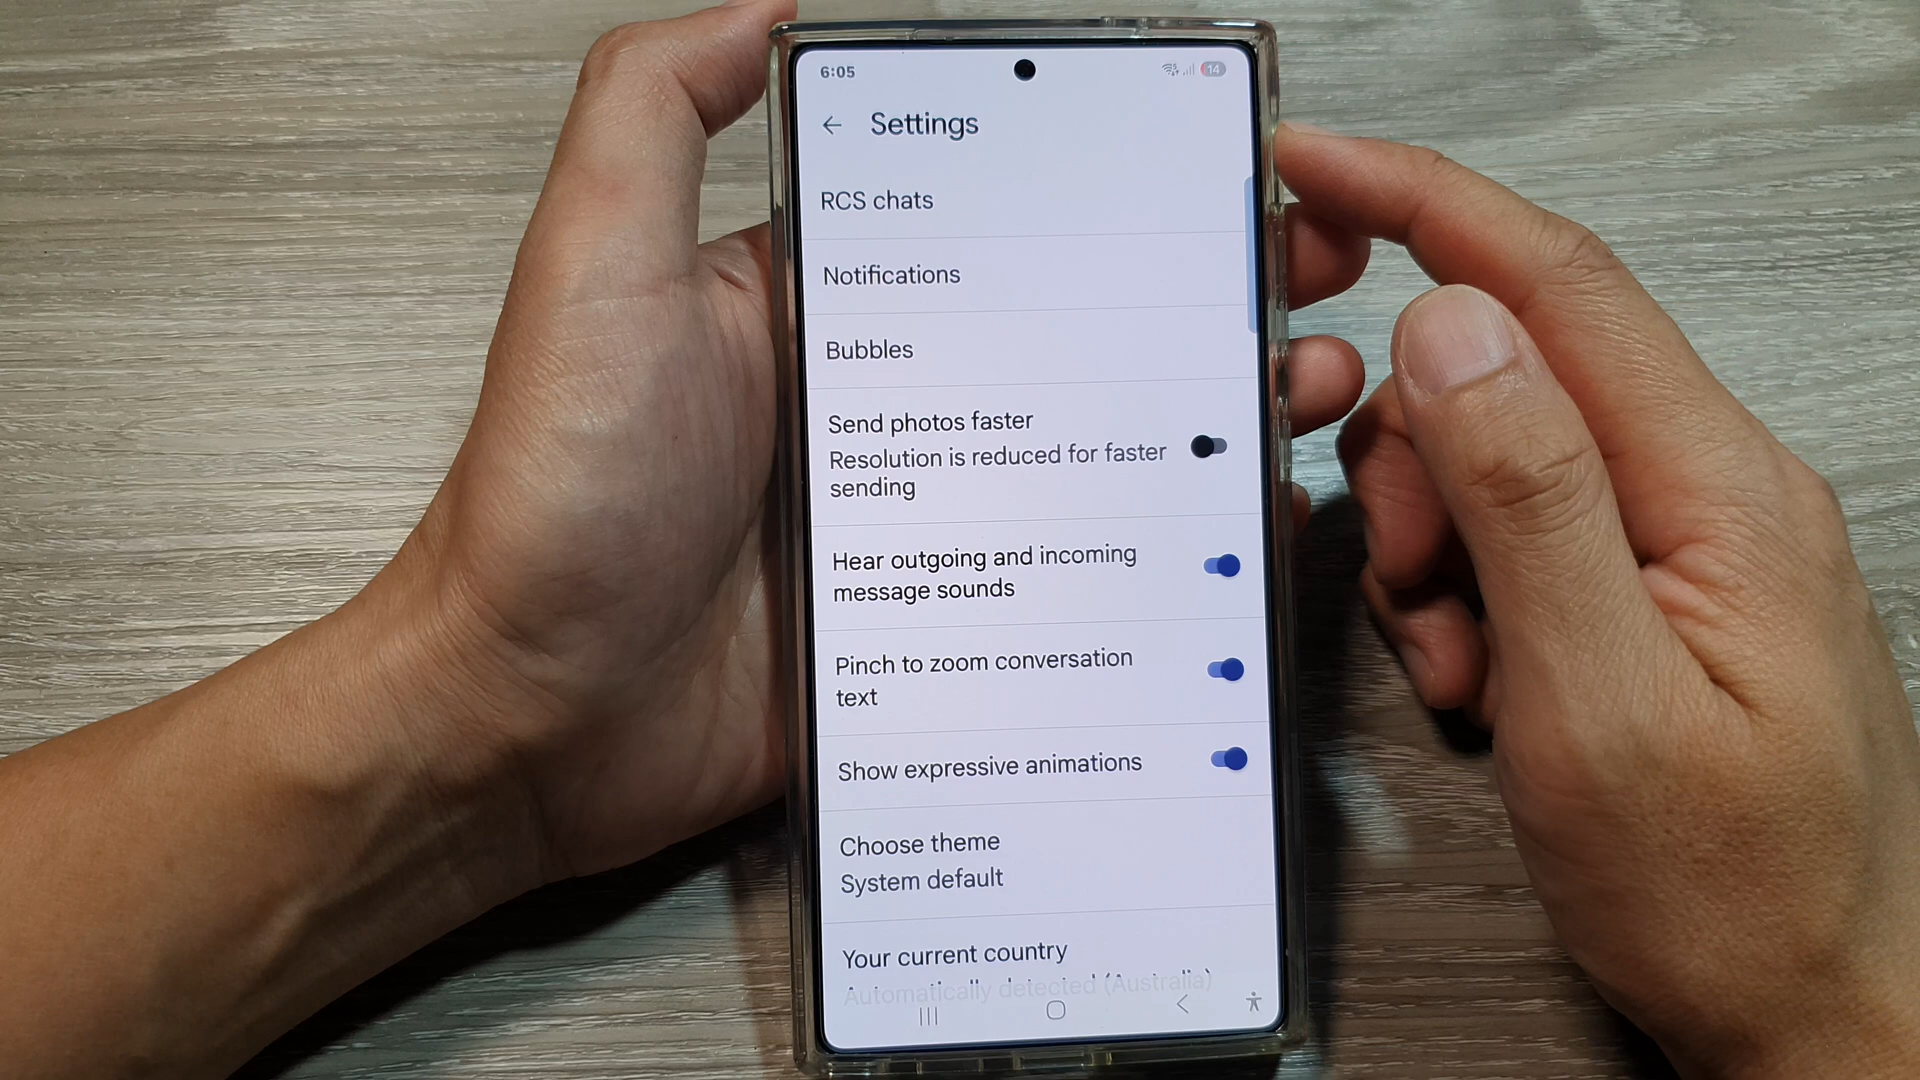 6:05
14
Settings
RCS chats
Notifications
Bubbles
Send photos faster
Resolution is reduced for faster
sending
Hear outgoing and incoming
message sounds
Pinch to zoom conversation
text
Show expressive animations
Choose theme
System default
Your current country
Automatically detected (Australia)